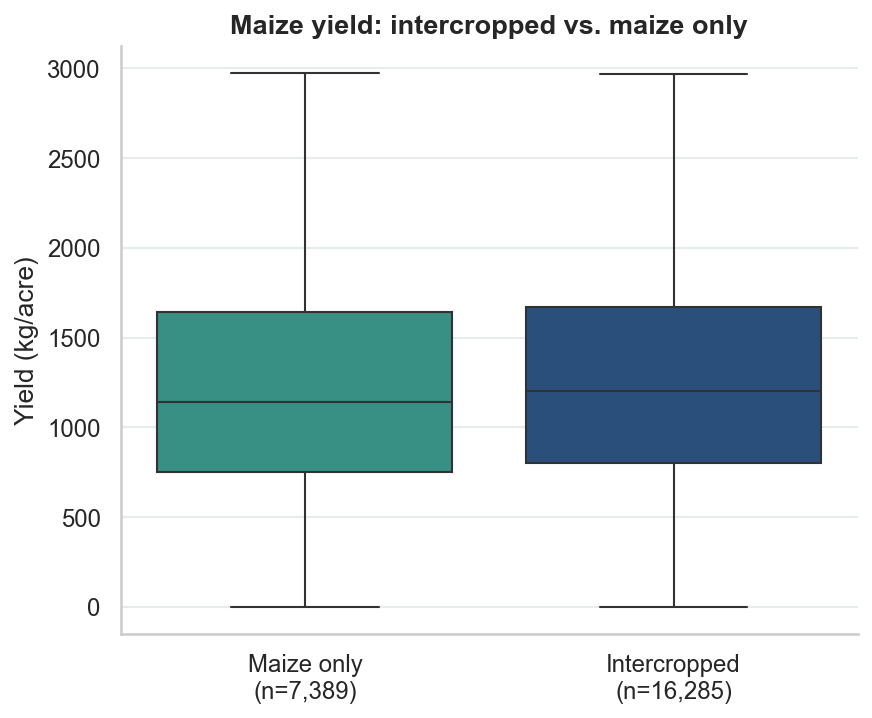 Maize yield: intercropped vs. maize only
Yield (kg/acre)
3000
2500
2000
1500
1000
500
0
Maize only
(n=7,389)
Intercropped
(n=16,285)